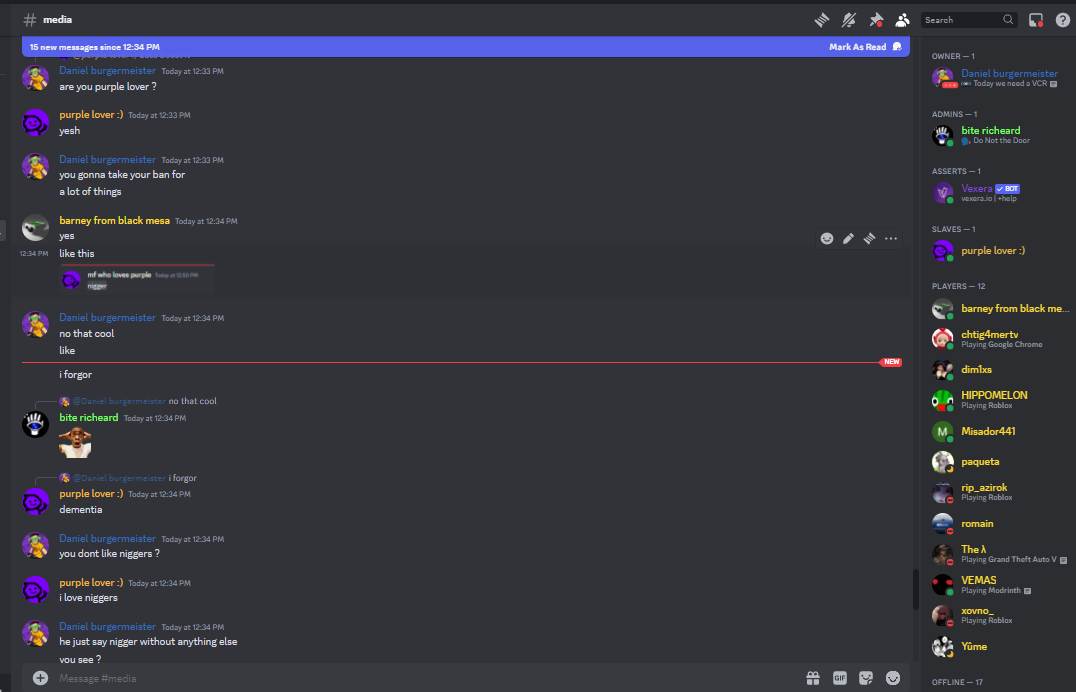 media
Search
15 new messages since 12:34 PM
Mark As Read
Daniel burgermeister Today at 12:33 PM
are you purple lover ?
purple lover :) Today at 12:33 PM
yesh
Daniel burgermeister Today at 12:33 PM
you gonna take your ban for
a lot of things
barney from black mesa Today at 12:34 PM
yes
12:34 PM like this
mf who loves purple Today at 12:30 PM
nigger
Daniel burgermeister Today at 12:34 PM
no that cool
like
NEW
i forgor
@Daniel burgermeister no that cool
bite richeard Today at 12:34 PM
@Daniel burgermeister i forgor
purple lover :) Today at 12:34 PM
dementia
Daniel burgermeister Today at 12:34 PM
you dont like niggers ?
purple lover :) Today at 12:34 PM
i love niggers
Daniel burgermeister Today at 12:34 PM
he just say nigger without anything else
you see ?
Message #media
GIF
OWNER — 1
Daniel burgermeister
Today we need a VCR
ADMINS — 1
bite richeard
Do Not the Door
ASSERTS — 1
Vexera BOT
vexera.io | +help
SLAVES — 1
purple lover :)
PLAYERS — 12
barney from black me...
chtig4mertv
Playing Google Chrome
dim1xs
HIPPOMELON
Playing Roblox
M
Misador441
paqueta
rip_azirok
Playing Roblox
romain
The λ
Playing Grand Theft Auto V
VEMAS
Playing Modrinth
xovno_
Playing Roblox
Yûme
OFFLINE — 17